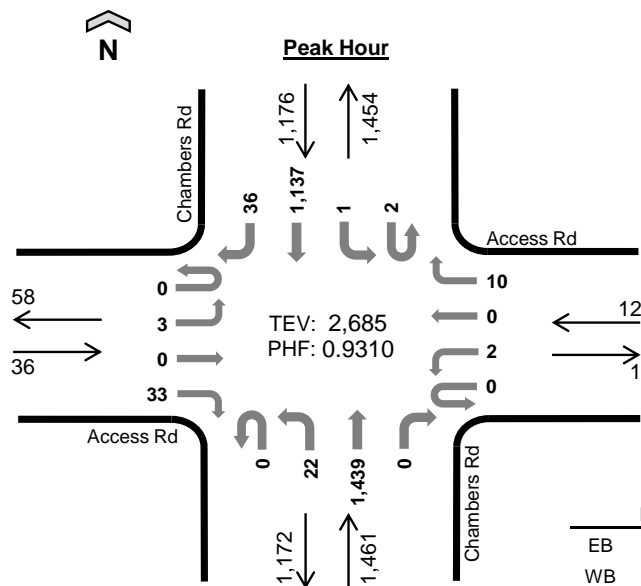 N
Peak Hour
1,176
1,454
Chambers Rd
36
1,137
1
2
Access Rd
0
10
58
3
TEV: 2,685
0
12
36
0
PHF: 0.9310
2
1
33
0
Access Rd
0
22
1,439
0
Chambers Rd
1,172
1,461
EB
WB